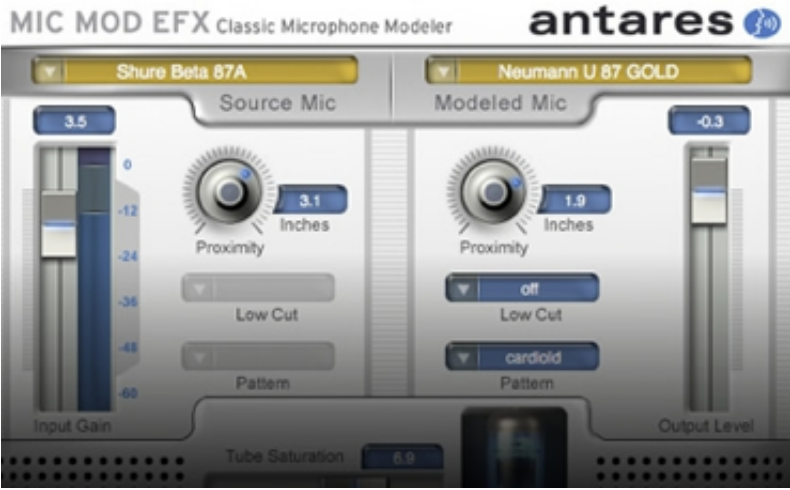 MIC MOD EFX Classic Microphone Modeler
antares
Shure Beta 87A
Neumann U 87 GOLD
Source Mic
Modeled Mic
3.5
-0.3
0
-12
-24
-36
-48
-60
3.1
Inches
Proximity
1.9
Inches
Proximity
Low Cut
off
Low Cut
Pattern
cardioid
Pattern
Input Gain
Output Level
Tube Saturation
6.9